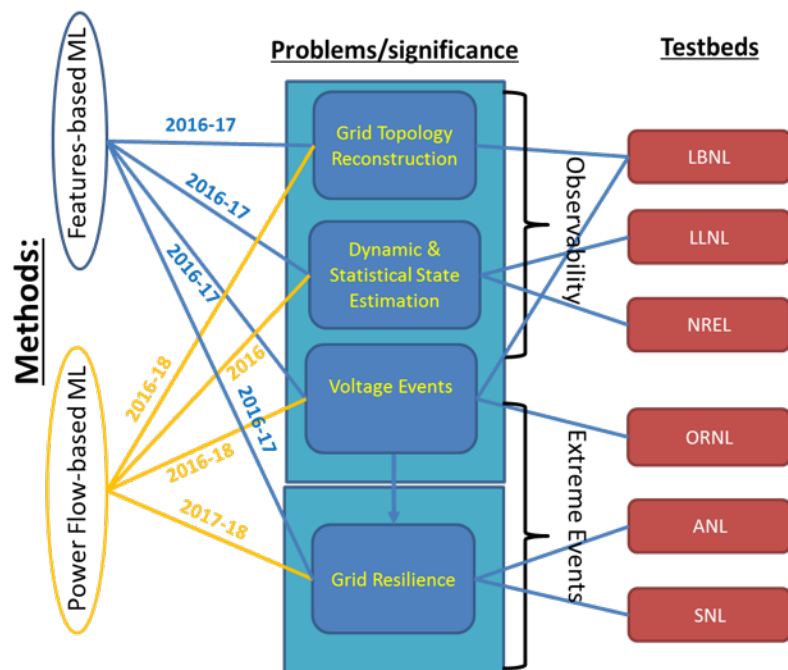 Problems/significance
Testbeds
Methods:
Features-based ML
Power Flow-based ML
2016-17
2016-17
2016-17
2016-17
2016-18
2016
2016-18
2017-18
Grid Topology
Reconstruction
Dynamic &
Statistical State
Estimation
Voltage Events
Grid Resilience
Observability
Extreme Events
LBNL
LLNL
NREL
ORNL
ANL
SNL